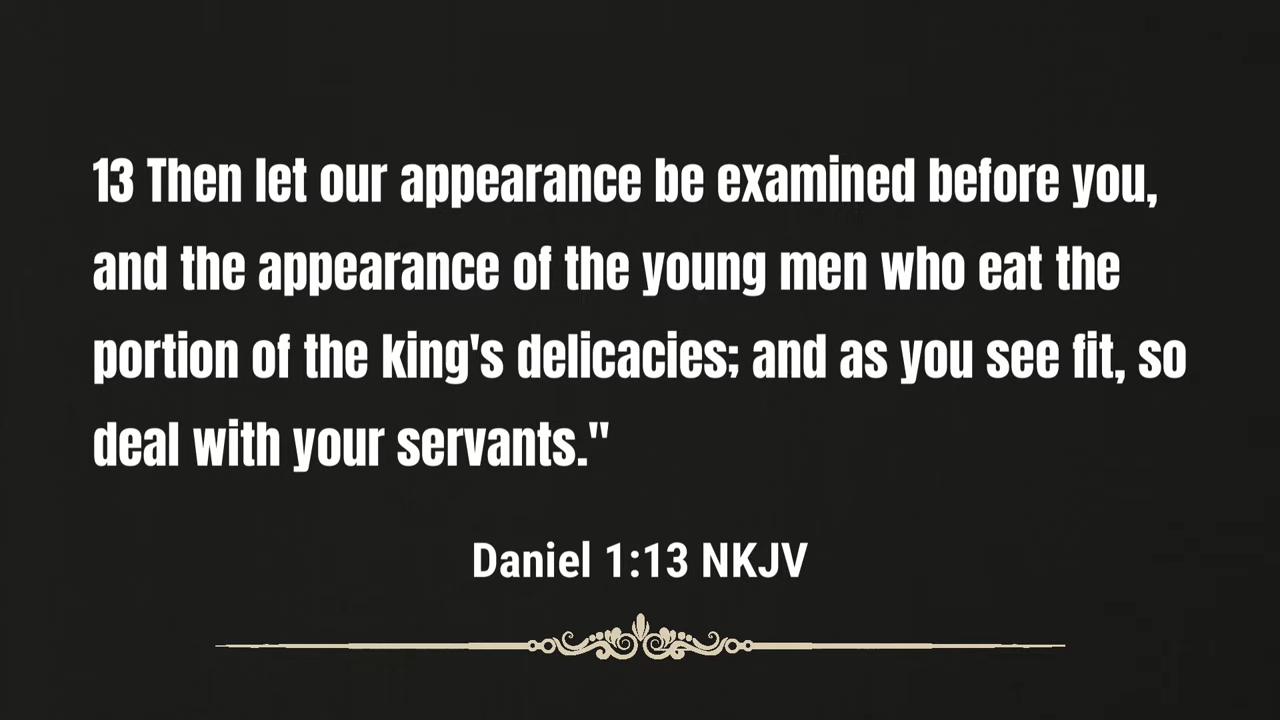 13 Then let our appearance be examined before you,
and the appearance of the young men who eat the
portion of the king's delicacies; and as you see fit, so
deal with your servants."
Daniel 1:13 NKJV